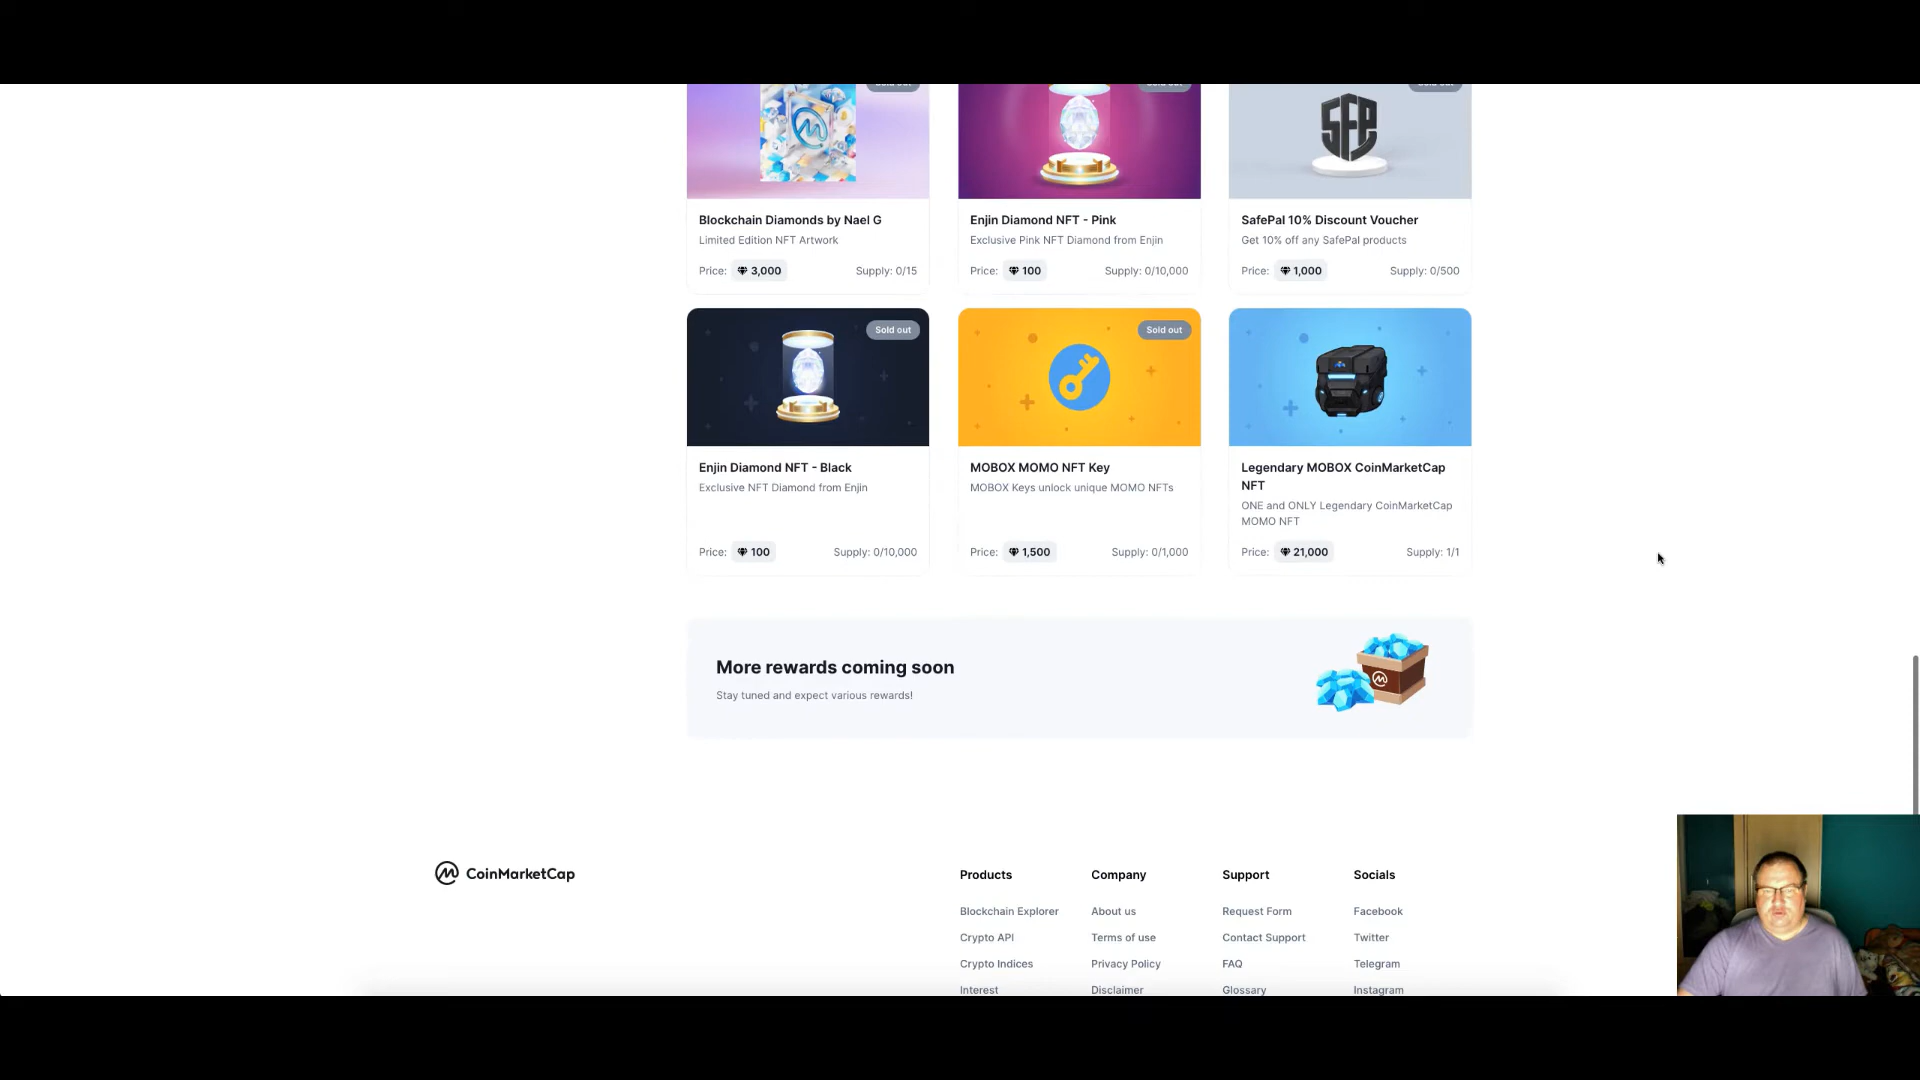 Blockchain Diamonds by Nael G
Limited Edition NFT Artwork
Price: 3,000 Supply: 0/15
Enjin Diamond NFT - Pink
Exclusive Pink NFT Diamond from Enjin
Price: 100 Supply: 0/10,000
SFP
SafePal 10% Discount Voucher
Get 10% off any SafePal products
Price: 1,000 Supply: 0/500
Sold out
Enjin Diamond NFT - Black
Exclusive NFT Diamond from Enjin
Price: 100 Supply: 0/10,000
Sold out
MOBOX MOMO NFT Key
MOBOX Keys unlock unique MOMO NFTs
Price: 1,500 Supply: 0/1,000
Legendary MOBOX CoinMarketCap
NFT
ONE and ONLY Legendary CoinMarketCap
MOMO NFT
Price: 21,000 Supply: 1/1
More rewards coming soon
Stay tuned and expect various rewards!
CoinMarketCap
Products
Blockchain Explorer
Crypto API
Crypto Indices
Interest
Company
About us
Terms of use
Privacy Policy
Disclaimer
Support
Request Form
Contact Support
FAQ
Glossary
Socials
Facebook
Twitter
Telegram
Instagram